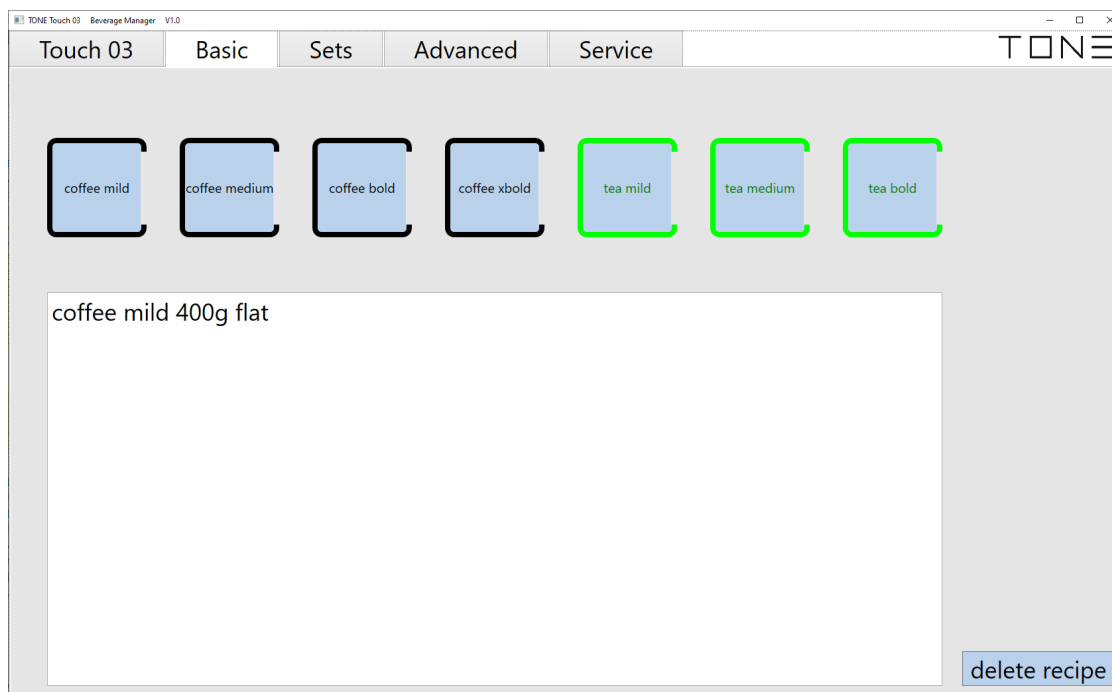 TONE Touch 03 Beverage Manager V1.0
Touch 03 Basic Sets Advanced Service TONE
coffee mild coffee medium coffee bold coffee xbold tea mild tea medium tea bold
coffee mild 400g flat
delete recipe